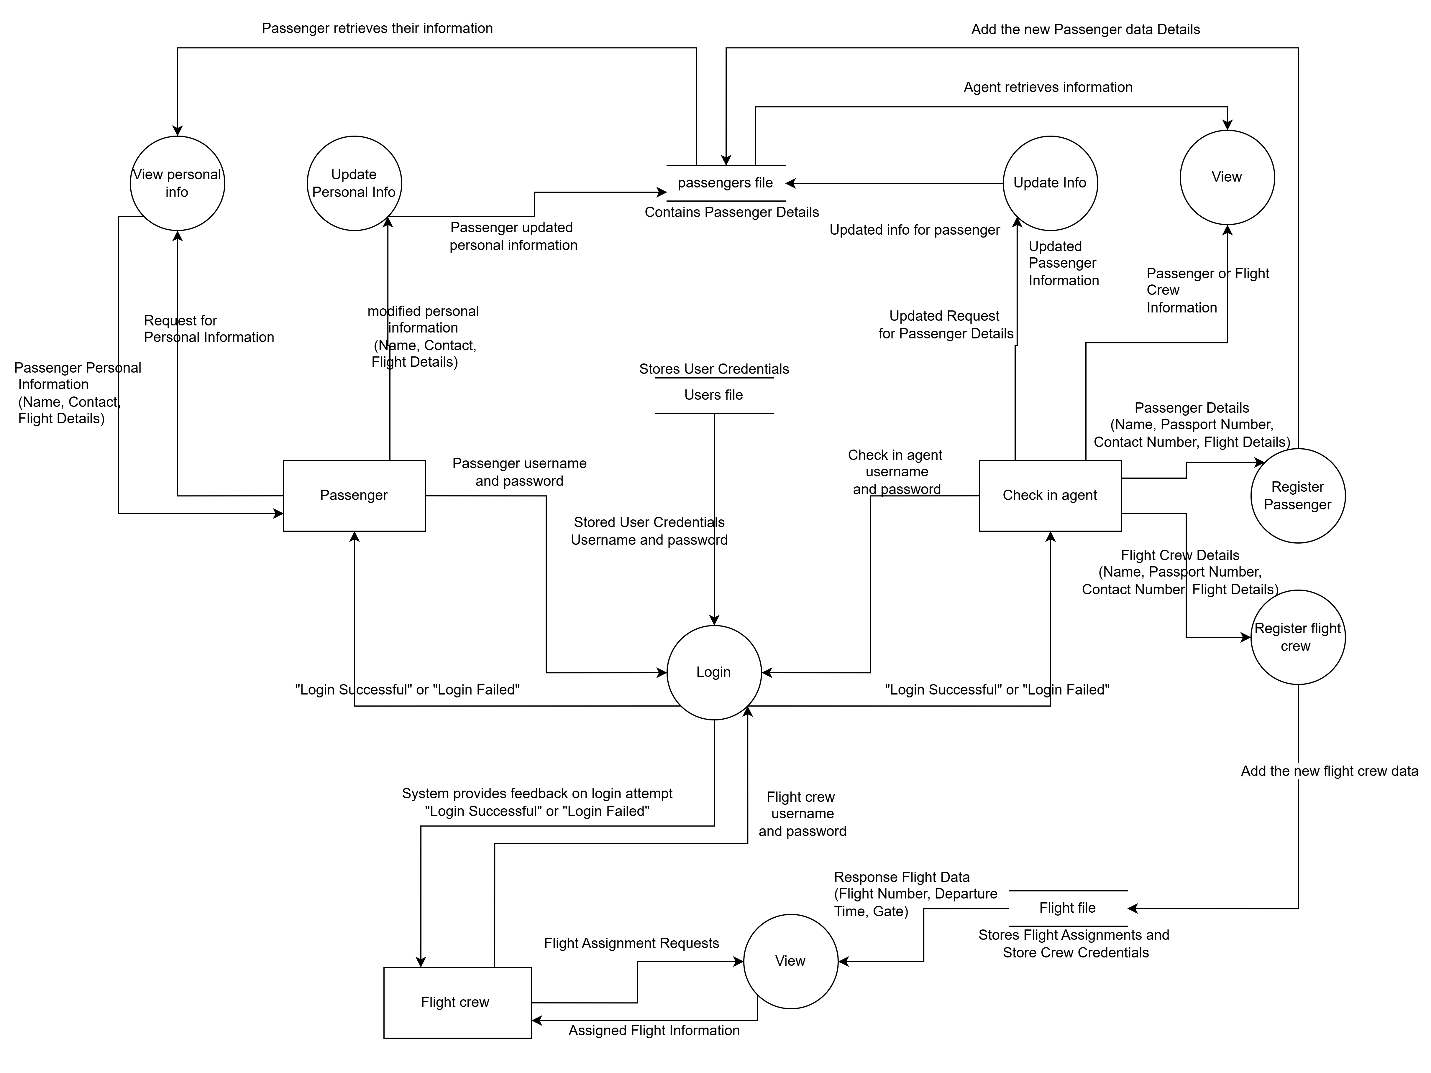 Passenger retrieves their information
Add the new Passenger data Details
Agent retrieves information
View personal
info
Update
Personal Info
passengers file
Contains Passenger Details
Update Info
View
Passenger updated
personal information
Updated info for passenger
Updated
Passenger
Information
Passenger or Flight
Crew
Information
Request for
Personal Information
modified personal
information
(Name, Contact,
Flight Details)
Updated Request
for Passenger Details
Passenger Personal
Information
(Name, Contact,
Flight Details)
Stores User Credentials
Users file
Passenger Details
(Name, Passport Number,
Contact Number, Flight Details)
Passenger
Passenger username
and password
Check in agent
username
and password
Check in agent
Register
Passenger
Stored User Credentials
Username and password
Flight Crew Details
(Name, Passport Number,
Contact Number, Flight Details)
Register flight
crew
Login
"Login Successful" or "Login Failed"
"Login Successful" or "Login Failed"
Add the new flight crew data
System provides feedback on login attempt
"Login Successful" or "Login Failed"
Flight crew
username
and password
Response Flight Data
(Flight Number, Departure
Time, Gate)
Flight file
Stores Flight Assignments and
Store Crew Credentials
Flight Assignment Requests
View
Flight crew
Assigned Flight Information